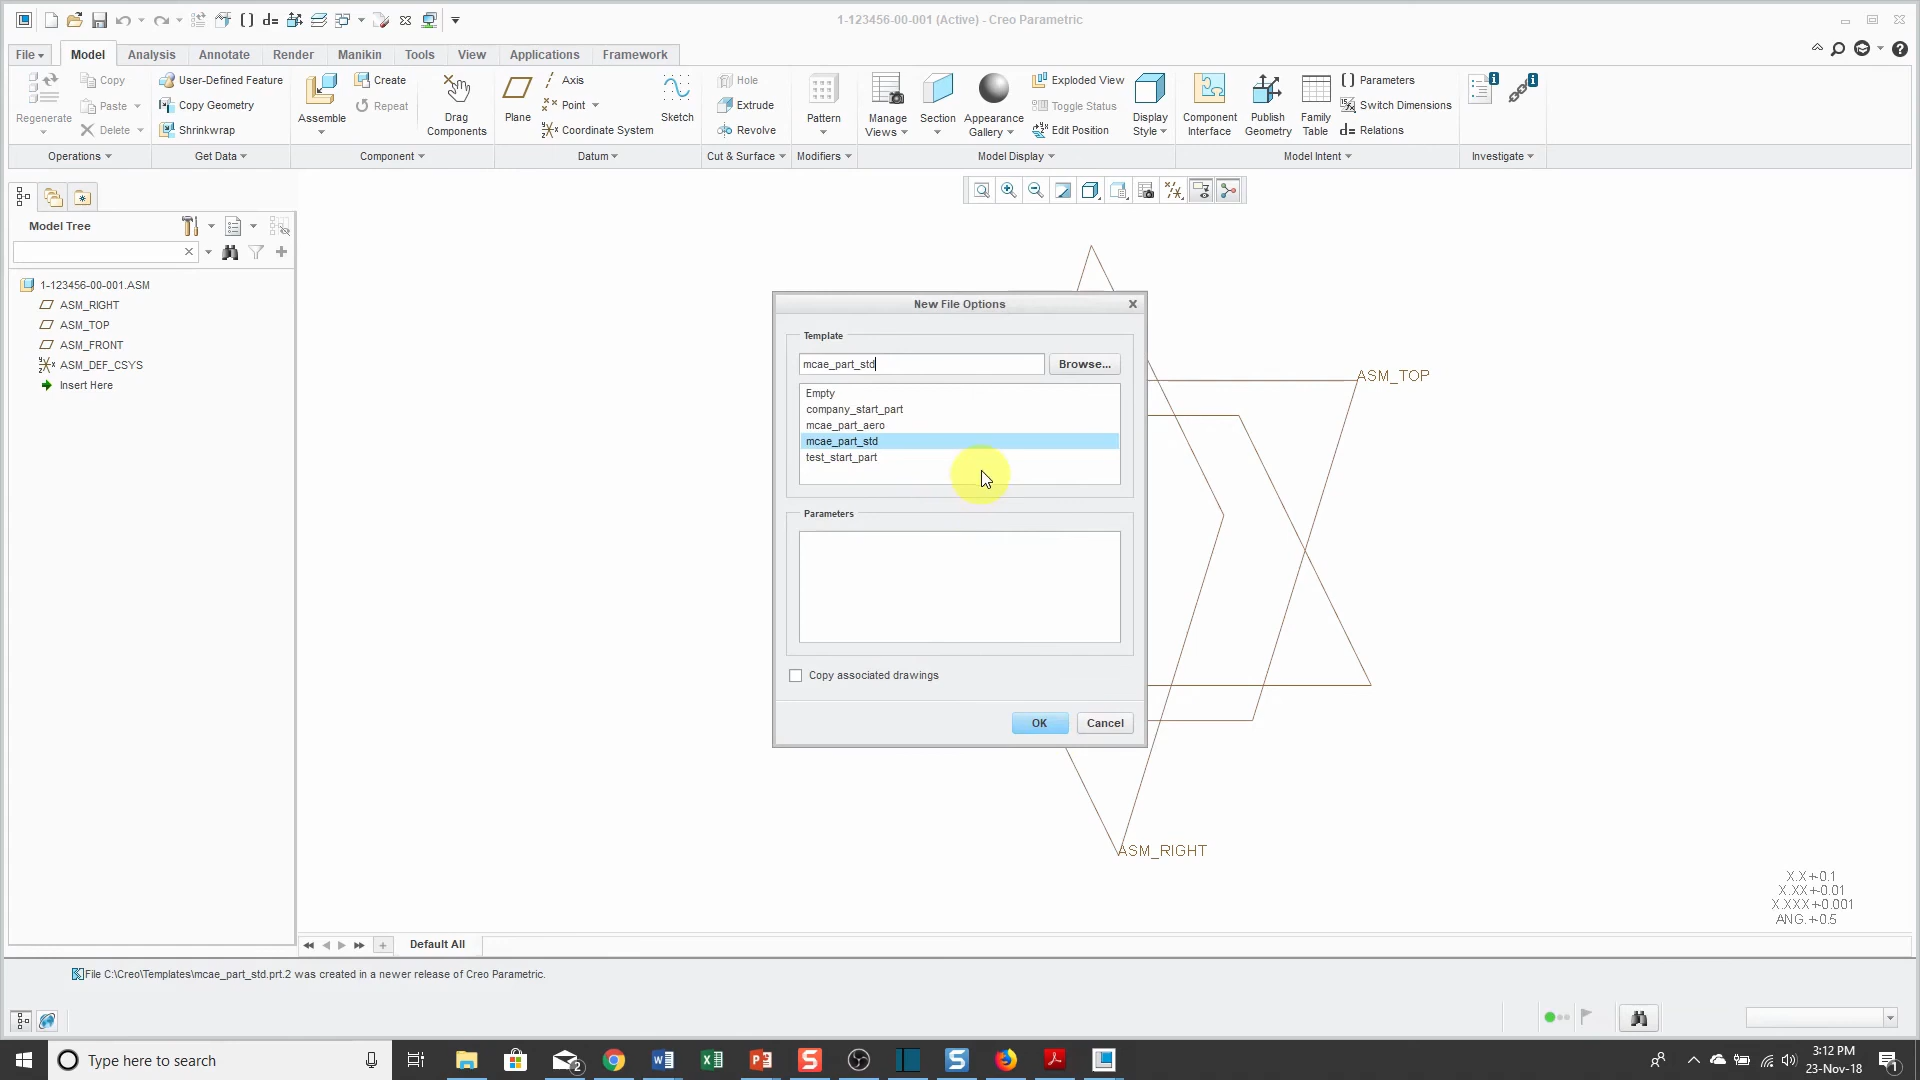 1-123456-00-001 (Active) - Creo Parametric
File
Model
Analysis
Annotate
Render
Manikin
Tools
View
Applications
Framework
Regenerate
Copy
Paste
Delete
User-Defined Feature
Copy Geometry
Shrinkwrap
Assemble
Create
Repeat
Drag
Components
Plane
Axis
Point
Coordinate System
Sketch
Hole
Extrude
Revolve
Pattern
Manage
Views
Section
Appearance
Gallery
Exploded View
Toggle Status
Edit Position
Display
Style
Component
Interface
Publish
Geometry
Family
Table
Parameters
Switch Dimensions
d= Relations
Operations
Get Data
Component
Datum
Cut & Surface
Modifiers
Model Display
Model Intent
Investigate
Model Tree
1-123456-00-001.ASM
ASM_RIGHT
ASM_TOP
ASM_FRONT
ASM_DEF_CSYS
Insert Here
New File Options
Template
mcae_part_std
Browse...
Empty
company_start_part
mcae_part_aero
mcae_part_std
test_start_part
Parameters
Copy associated drawings
OK
Cancel
ASM_TOP
ASM_RIGHT
X.X+-0.1
X.XX+-0.01
X.XXX+-0.001
ANG.+-0.5
Default All
File C:\Creo\Templates\mcae_part_std.prt.2 was created in a newer release of Creo Parametric.
Type here to search
2
3:12 PM
23-Nov-18
1